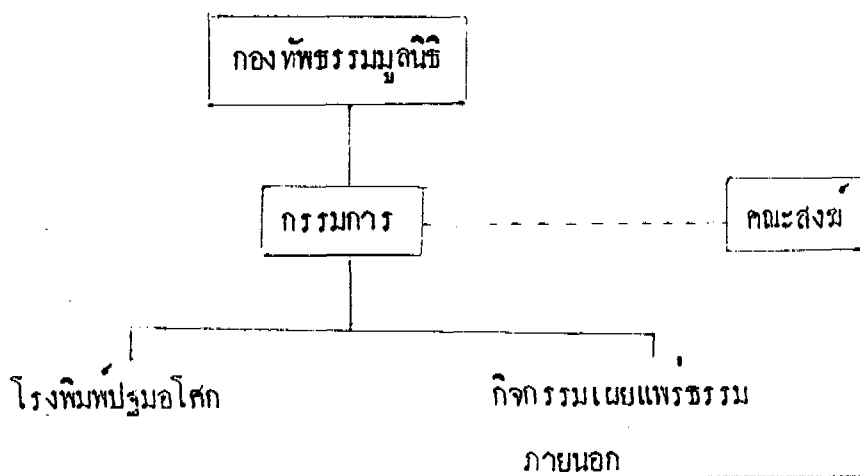 กองทัพธรรมมูลนิธิ
กรรมการ
คณะสงฆ์
โรงพิมพ์ปฐมอโศก
กิจกรรมเผยแพร่ธรรม
ภายนอก